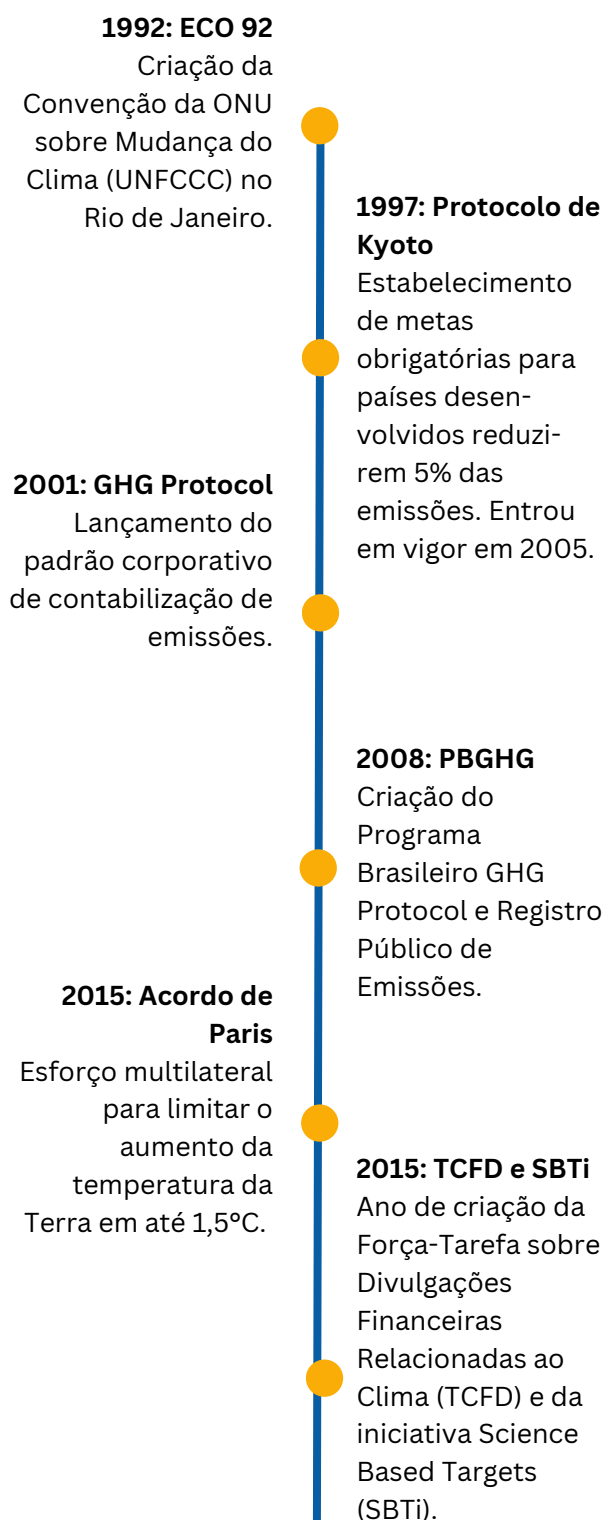 1992: ECO 92
Criação da
Convenção da ONU
sobre Mudança do
Clima (UNFCCC) no
Rio de Janeiro.
1997: Protocolo de
Kyoto
Estabelecimento
de metas
obrigatórias para
países desen-
volvidos reduzi-
rem 5% das
emissões. Entrou
em vigor em 2005.
2001: GHG Protocol
Lançamento do
padrão corporativo
de contabilização de
emissões.
2008: PBGHG
Criação do
Programa
Brasileiro GHG
Protocol e Registro
Público de
Emissões.
2015: Acordo de
Paris
Esforço multilateral
para limitar o
aumento da
temperatura da
Terra em até 1,5°C.
2015: TCFD e SBTi
Ano de criação da
Força-Tarefa sobre
Divulgações
Financeiras
Relacionadas ao
Clima (TCFD) e da
iniciativa Science
Based Targets
(SBTi).